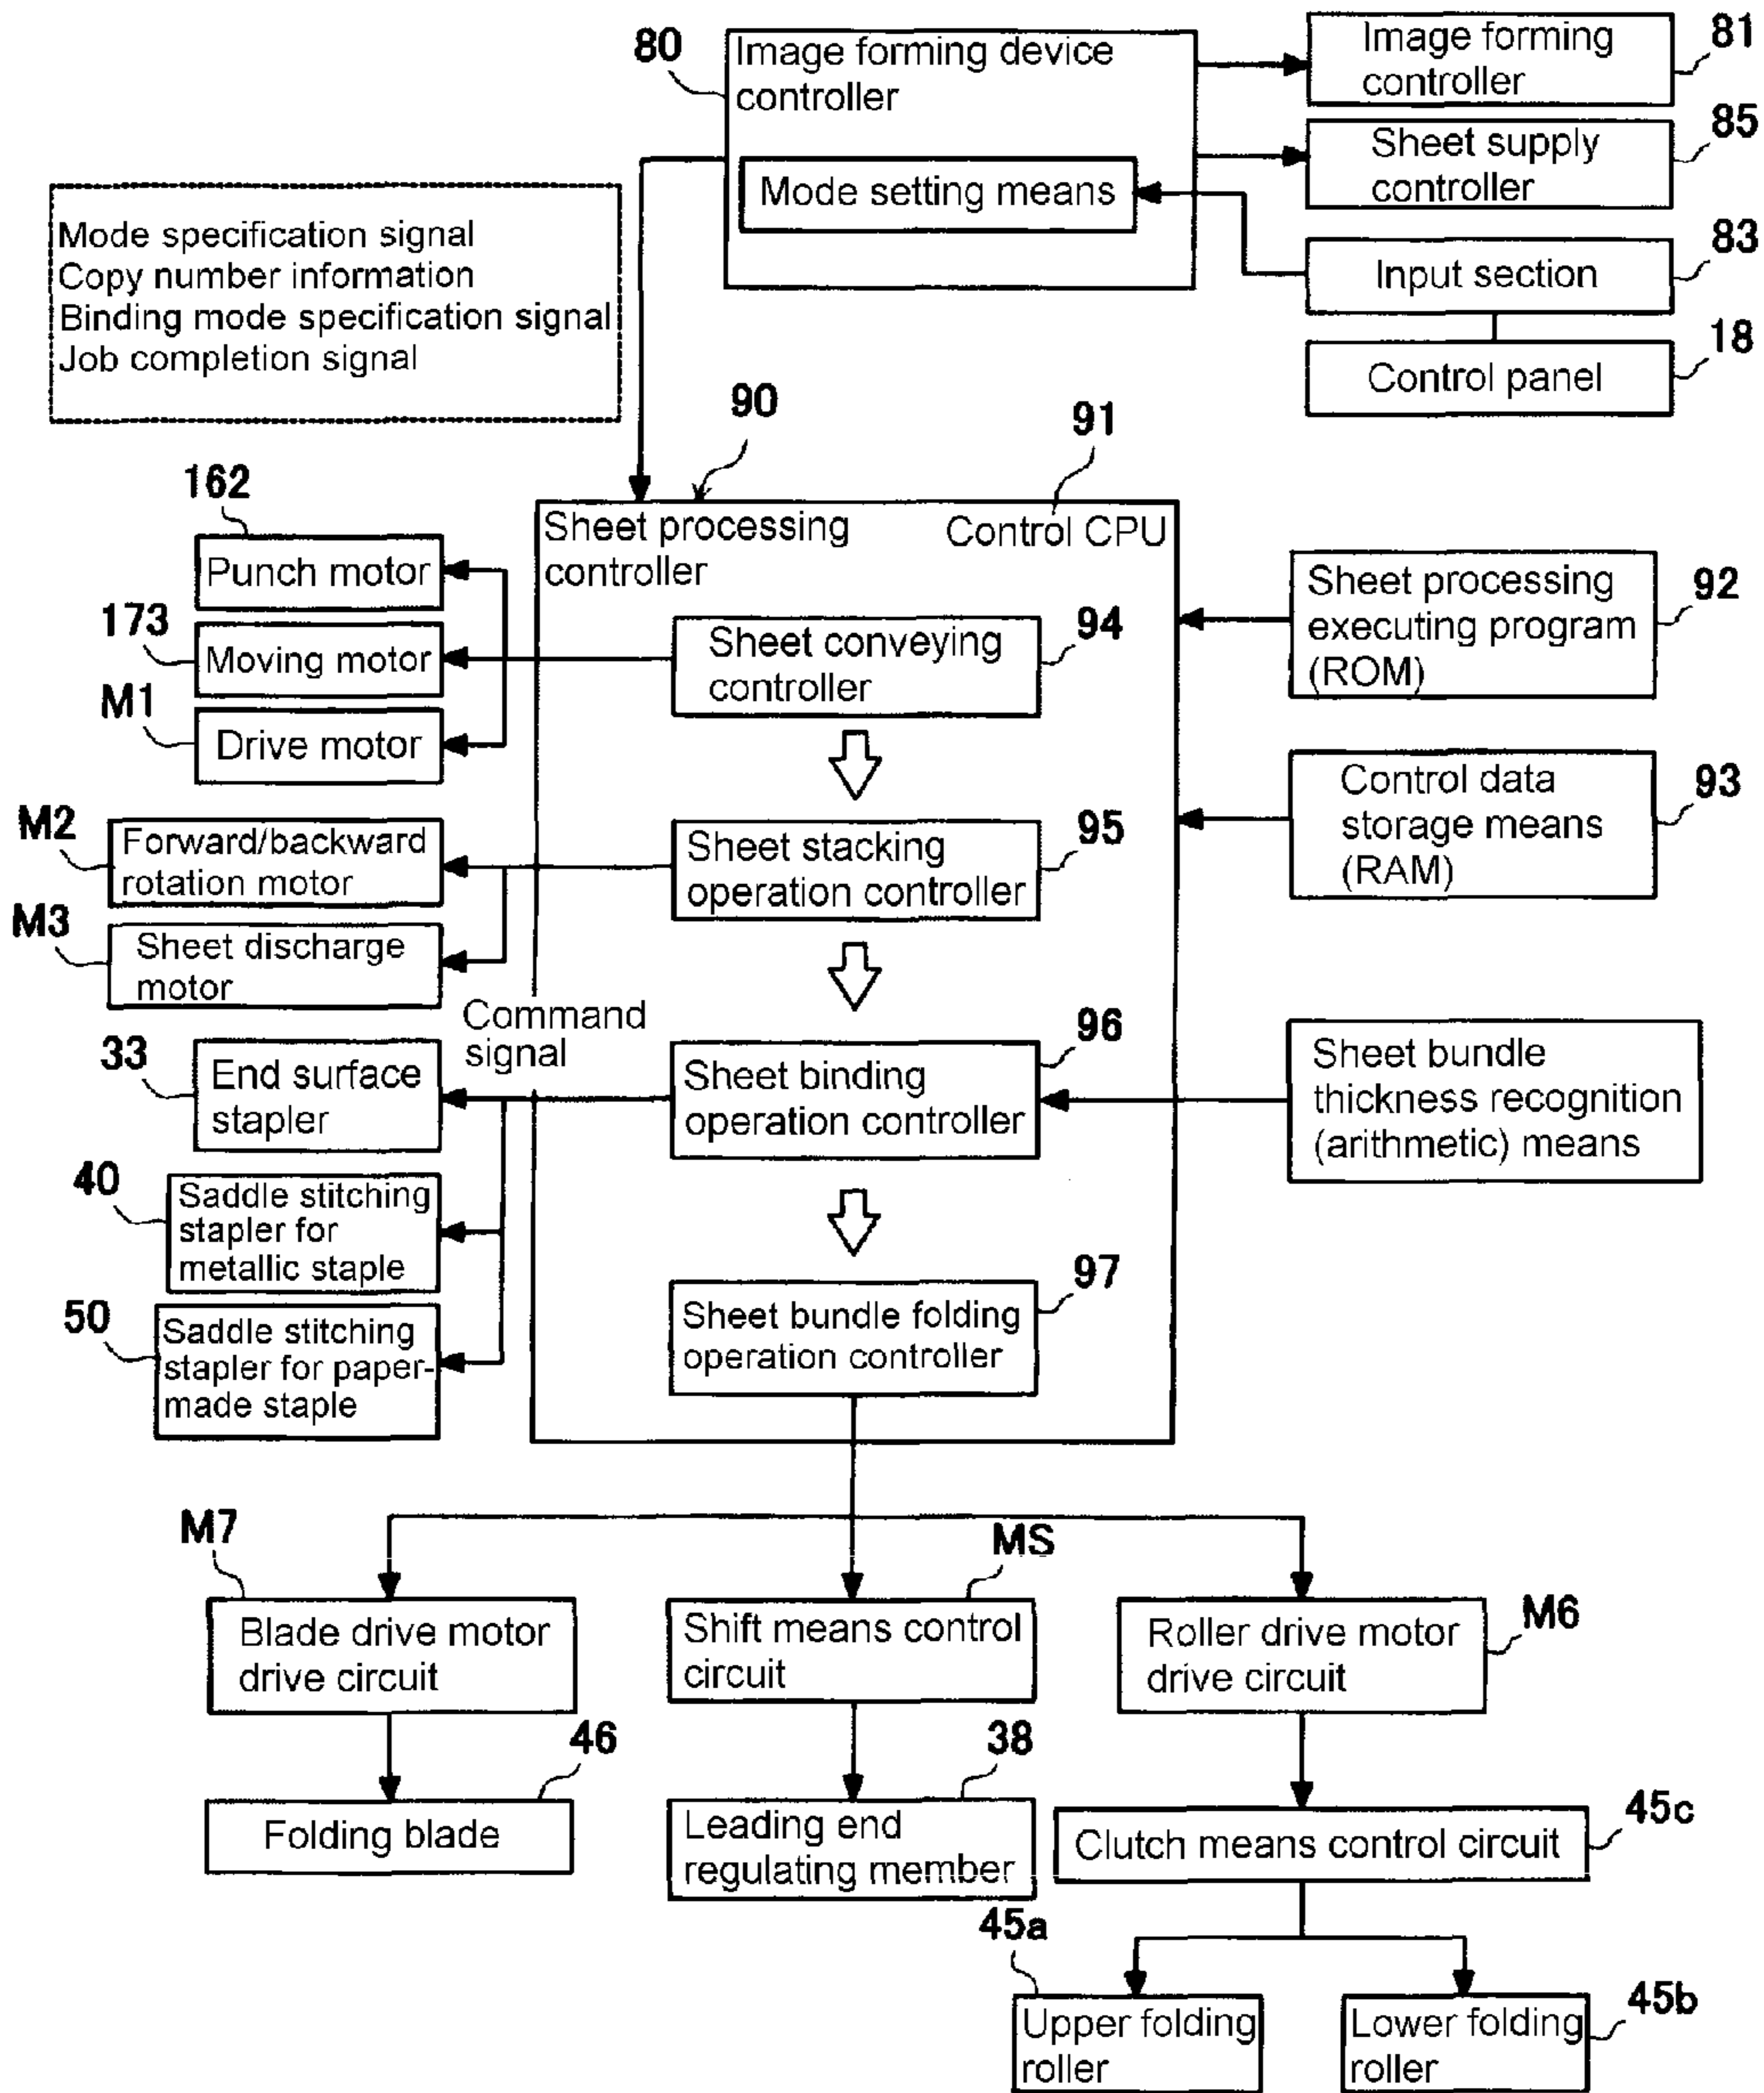 80
Image forming device
controller
Mode setting means
Image forming
controller
81
Sheet supply
controller
85
Input section
83
Control panel
18
Mode specification signal
Copy number information
Binding mode specification signal
Job completion signal
90
91
Sheet processing
controller
Control CPU
162
Punch motor
173
Moving motor
M1
Drive motor
Sheet conveying
controller
94
Sheet processing
executing program
(ROM)
92
M2
Forward/backward
rotation motor
M3
Sheet discharge
motor
Sheet stacking
operation controller
95
Control data
storage means
(RAM)
93
Command
signal
33
End surface
stapler
40
Saddle stitching
stapler for
metallic staple
50
Saddle stitching
stapler for paper-
made staple
Sheet binding
operation controller
96
Sheet bundle
thickness recognition
(arithmetic) means
Sheet bundle folding
operation controller
97
M7
Blade drive motor
drive circuit
MS
Shift means control
circuit
Roller drive motor
drive circuit
M6
46
Folding blade
38
Leading end
regulating member
Clutch means control circuit
45c
45a
Upper folding
roller
Lower folding
roller
45b